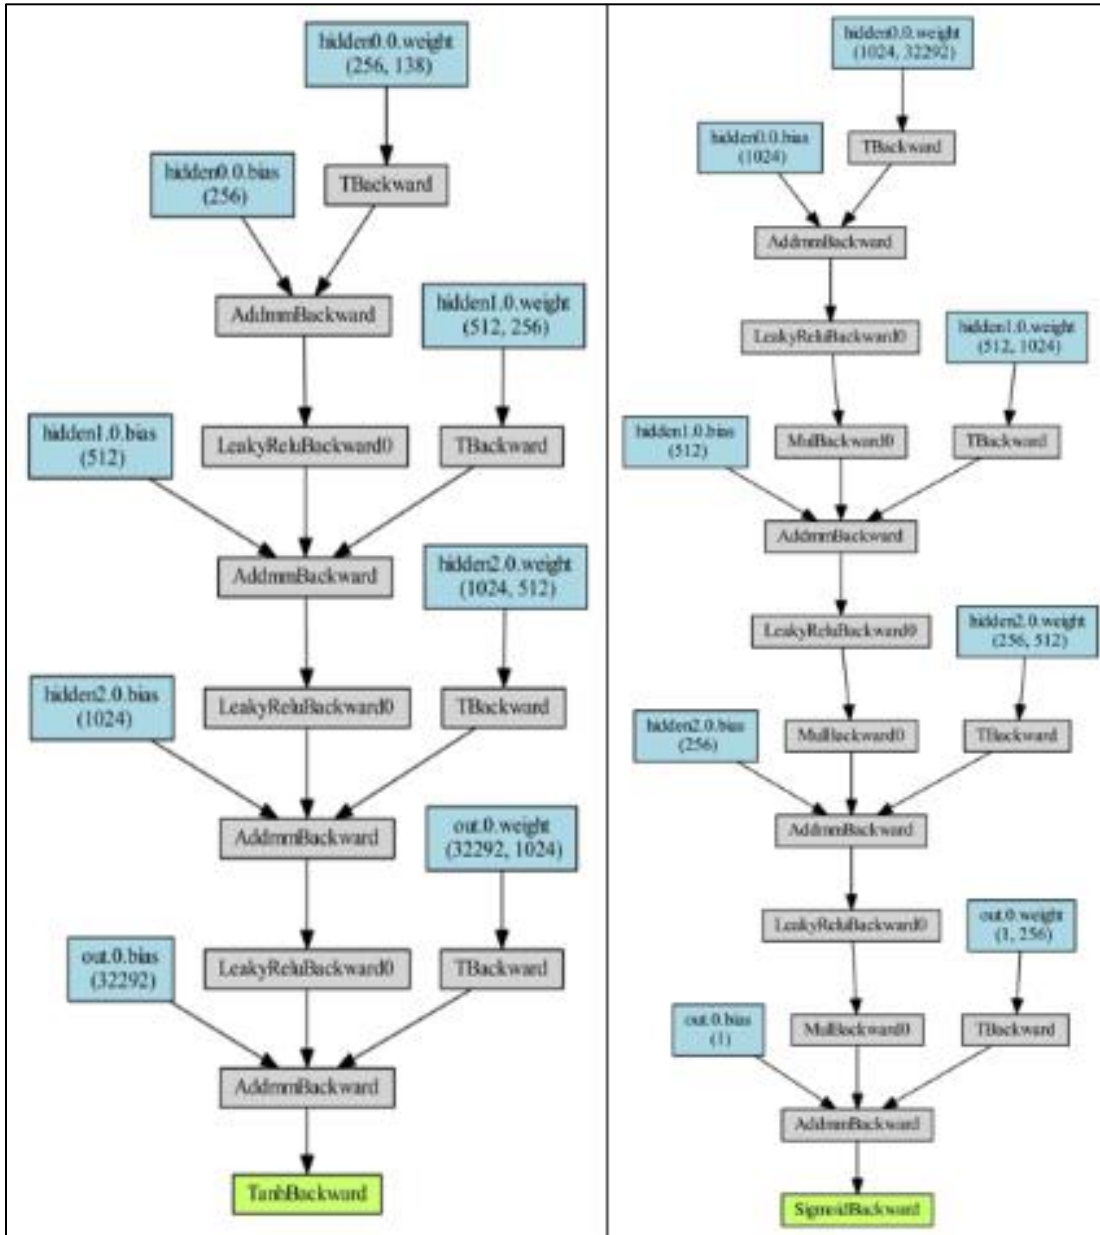 hidden0.0.weight
(256, 138)
hidden0.0.bias
(256)
TBackward
AddmmBackward
hidden1.0.weight
(512, 256)
hidden1.0.bias
(512)
LeakyReluBackward0
TBackward
AddmmBackward
hidden2.0.weight
(1024, 512)
hidden2.0.bias
(1024)
LeakyReluBackward0
TBackward
AddmmBackward
out.0.weight
(32292, 1024)
out.0.bias
(32292)
LeakyReluBackward0
TBackward
AddmmBackward
TanhBackward
hidden0.0.weight
(1024, 32292)
hidden0.0.bias
(1024)
TBackward
AddmmBackward
LeakyReluBackward0
hidden1.0.weight
(512, 1024)
hidden1.0.bias
(512)
MulBackward0
TBackward
AddmmBackward
LeakyReluBackward0
hidden2.0.weight
(256, 512)
hidden2.0.bias
(256)
MulBackward0
TBackward
AddmmBackward
LeakyReluBackward0
out.0.weight
(1, 256)
out.0.bias
(1)
MulBackward0
TBackward
AddmmBackward
SigmoidBackward